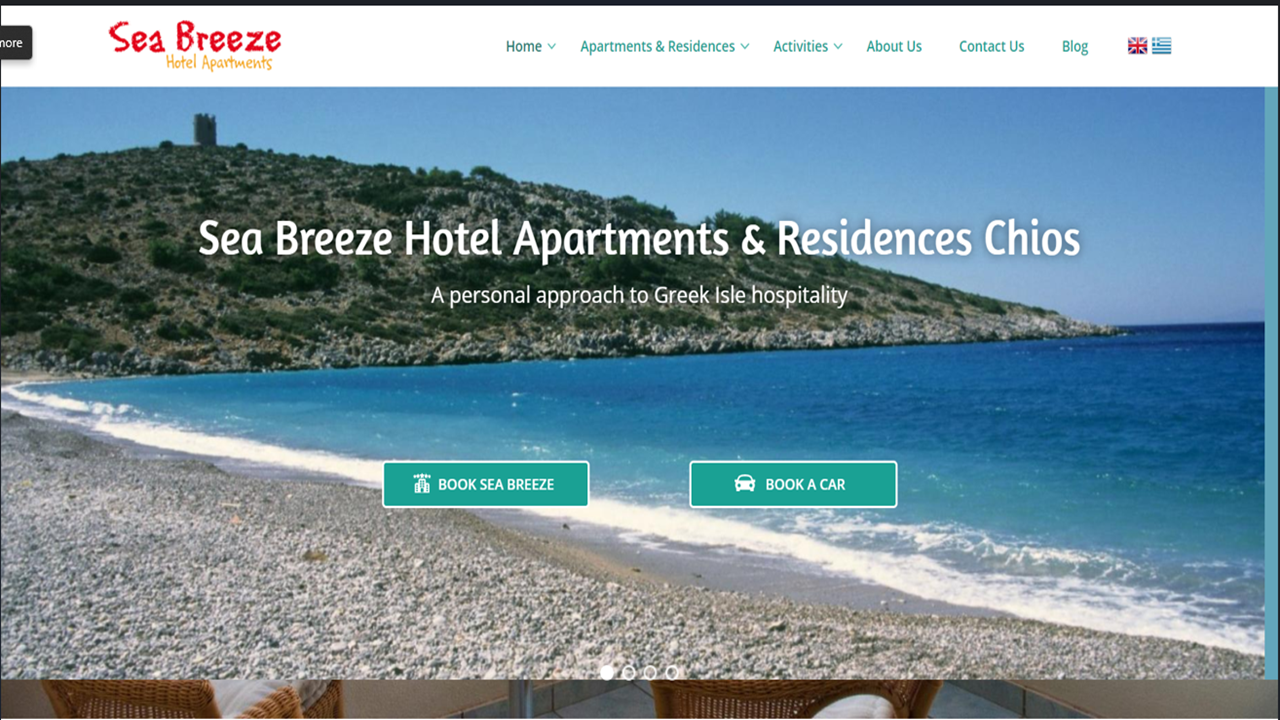 more
Sea Breeze
Hotel Apartments
Home
Apartments & Residences
Activities
About Us
Contact Us
Blog
Sea Breeze Hotel Apartments & Residences Chios
A personal approach to Greek Isle hospitality
BOOK SEA BREEZE
BOOK A CAR